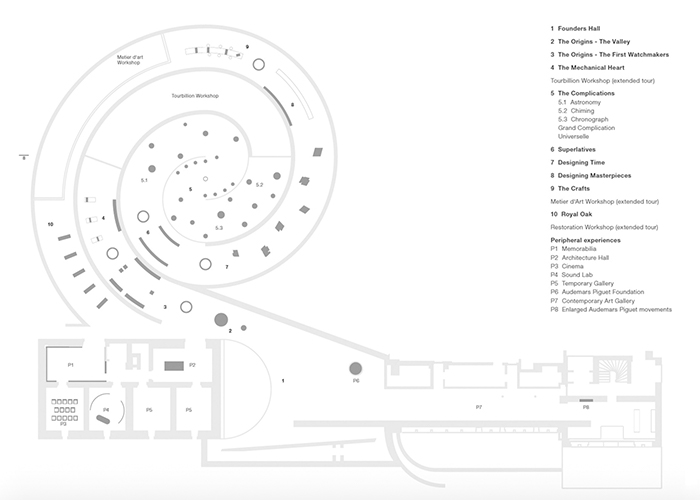 Metier d'art
Workshop
9
Tourbillon Workshop
8
5.1
5
5.2
5.3
10
4
6
7
3
2
1
P1
P2
P6
P3
P4
P5
P5
P7
P8
1 Founders Hall
2 The Origins - The Valley
3 The Origins - The First Watchmakers
4 The Mechanical Heart
Tourbillion Workshop (extended tour)
5 The Complications
5.1 Astronomy
5.2 Chiming
5.3 Chronograph
Grand Complication
Universelle
6 Superlatives
7 Designing Time
8 Designing Masterpieces
9 The Crafts
Metier d'Art Workshop (extended tour)
10 Royal Oak
Restoration Workshop (extended tour)
Peripheral experiences
P1 Memorabilia
P2 Architecture Hall
P3 Cinema
P4 Sound Lab
P5 Temporary Gallery
P6 Audemars Piguet Foundation
P7 Contemporary Art Gallery
P8 Enlarged Audemars Piguet movements